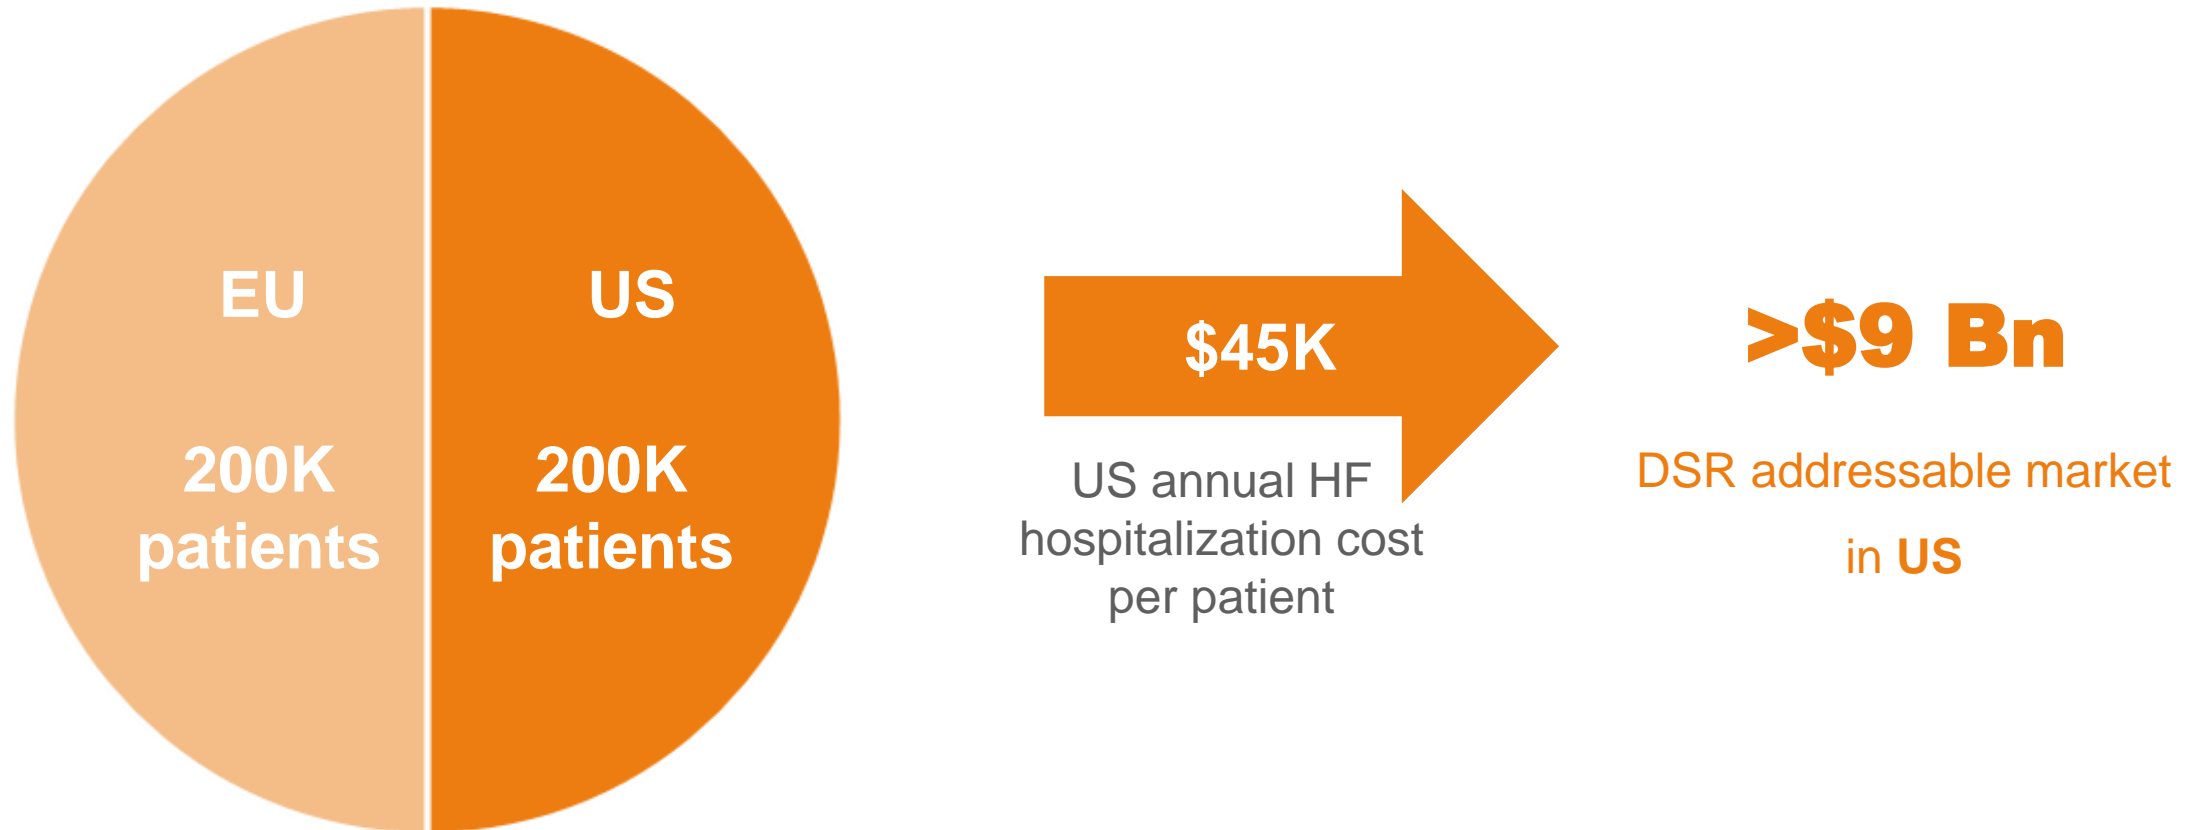 EU
200K
patients
US
200K
patients
$45K
US annual HF
hospitalization cost
per patient
>$9 Bn
DSR addressable market
in US